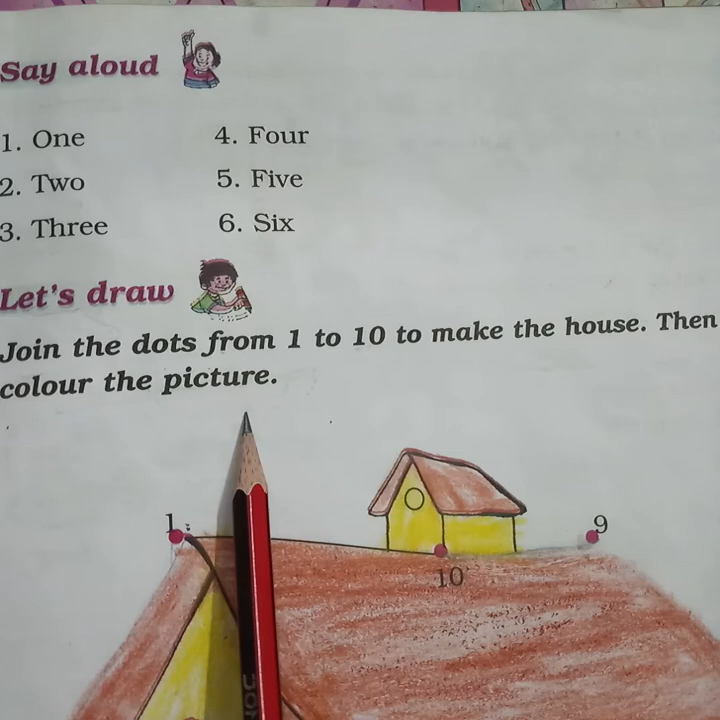 Say aloud
1. One
2. Two
3. Three
4. Four
5. Five
6. Six
Let's draw
Join the dots from 1 to 10 to make the house. Then
colour the picture.
1
9
10